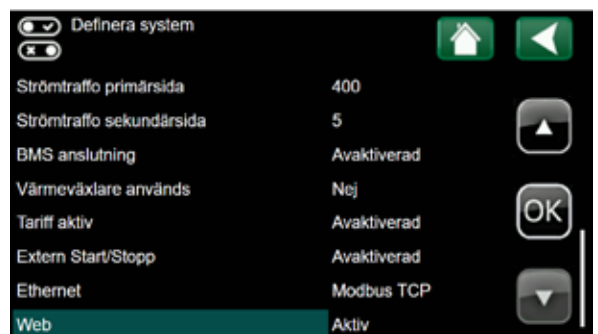 Definera system
Strömtraffo primärsida 400
Strömtraffo sekundärsida 5
BMS anslutning Avaktiverad
Värmeväxlare används Nej
Tariff aktiv Avaktiverad
Extern Start/Stopp Avaktiverad
OK
Ethernet Modbus TCP
Web Aktiv